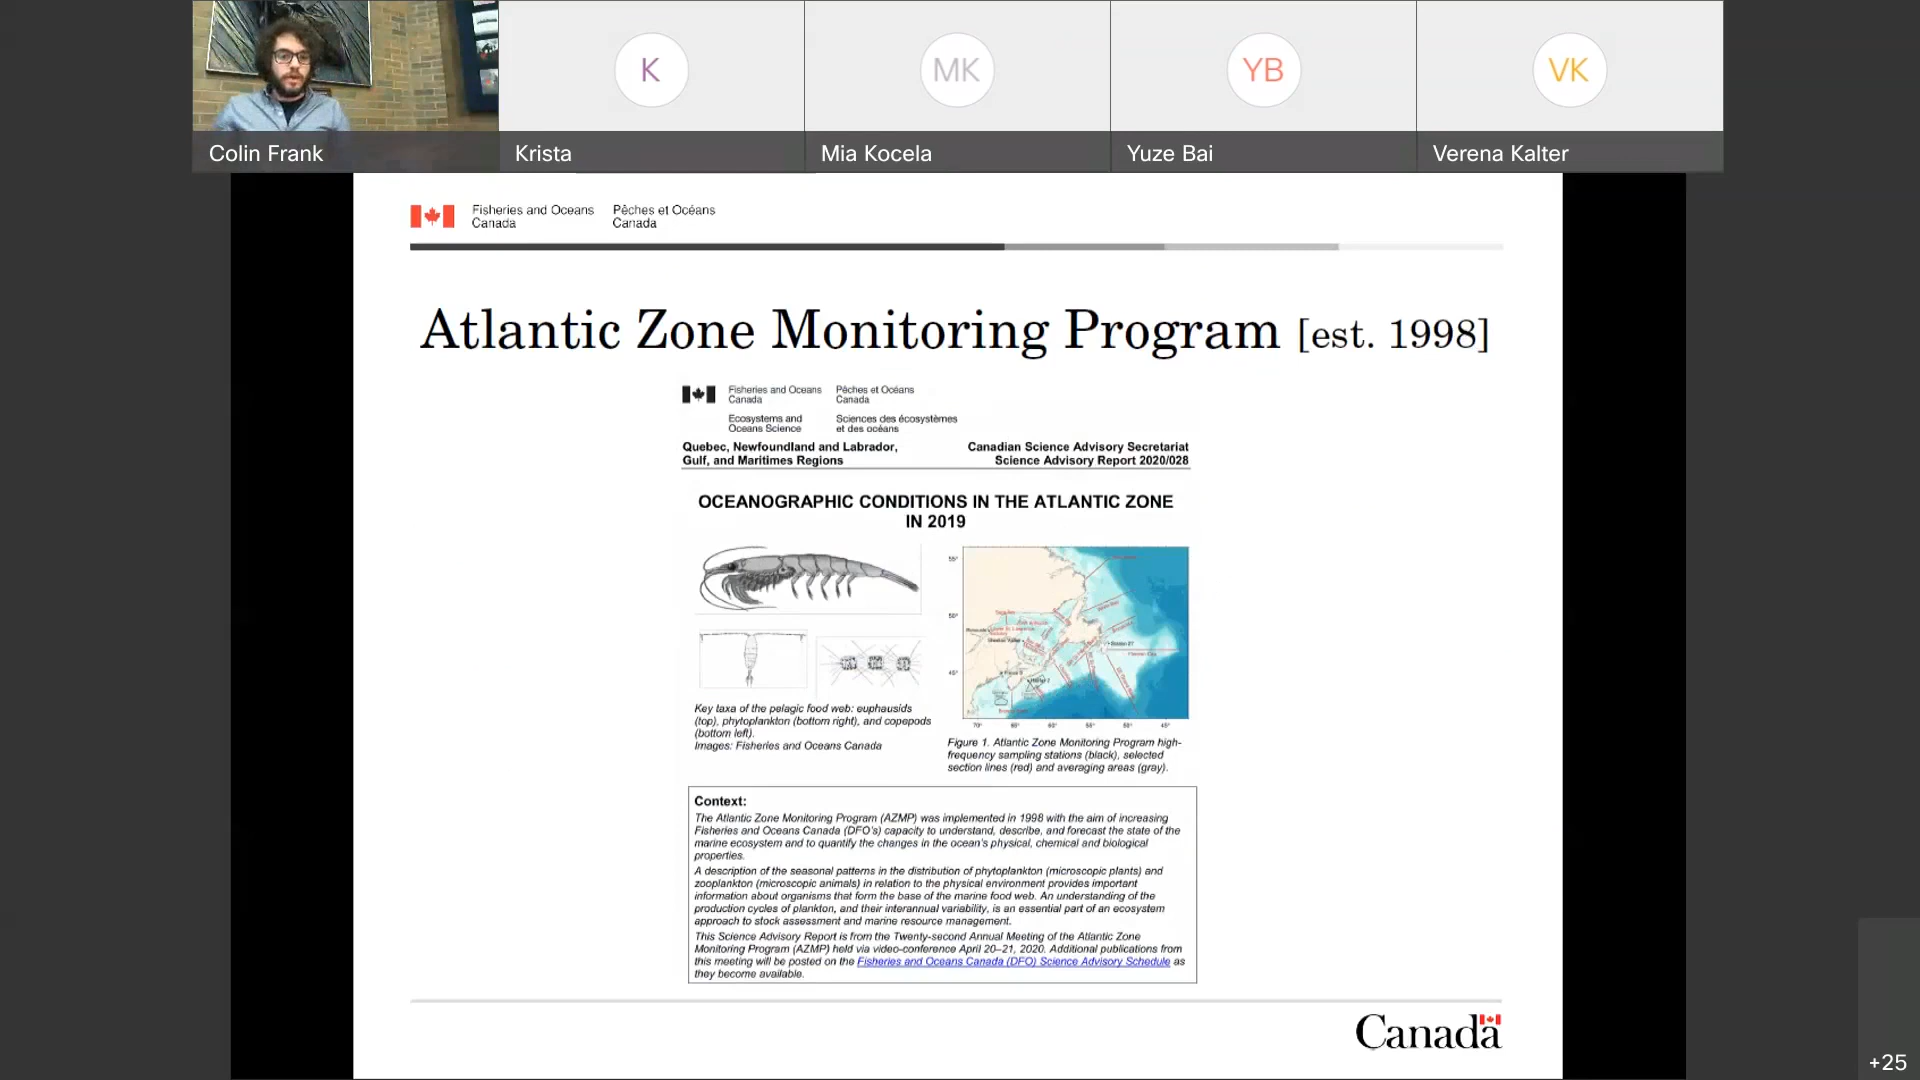 K
MK
YB
VK
Colin Frank
Krista
Mia Kocela
Yuze Bai
Verena Kalter
Fisheries and Oceans
Canada
Pêches et Océans
Canada
Atlantic Zone Monitoring Program [est. 1998]
Fisheries and Oceans
Canada
Pêches et Océans
Canada
Ecosystems and
Oceans Science
Sciences des écosystèmes
et des océans
Quebec, Newfoundland and Labrador,
Gulf, and Maritimes Regions
Canadian Science Advisory Secretariat
Science Advisory Report 2020/028
OCEANOGRAPHIC CONDITIONS IN THE ATLANTIC ZONE
IN 2019
55°
50°
45°
70°
65°
60°
55°
50°
45°
Key taxa of the pelagic food web: euphausids
(top), phytoplankton (bottom right), and copepods
(bottom left).
Images: Fisheries and Oceans Canada
Figure 1. Atlantic Zone Monitoring Program high-
frequency sampling stations (black), selected
section lines (red) and averaging areas (gray).
Context:
The Atlantic Zone Monitoring Program (AZMP) was implemented in 1998 with the aim of increasing
Fisheries and Oceans Canada (DFO's) capacity to understand, describe, and forecast the state of the
marine ecosystem and to quantify the changes in the ocean's physical, chemical and biological
properties.
A description of the seasonal patterns in the distribution of phytoplankton (microscopic plants) and
zooplankton (microscopic animals) in relation to the physical environment provides important
information about organisms that form the base of the marine food web. An understanding of the
production cycles of plankton, and their interannual variability, is an essential part of an ecosystem
approach to stock assessment and marine resource management.
This Science Advisory Report is from the Twenty-second Annual Meeting of the Atlantic Zone
Monitoring Program (AZMP) held via video-conference April 20–21, 2020. Additional publications from
this meeting will be posted on the Fisheries and Oceans Canada (DFO) Science Advisory Schedule as
they become available.
Canada
+25